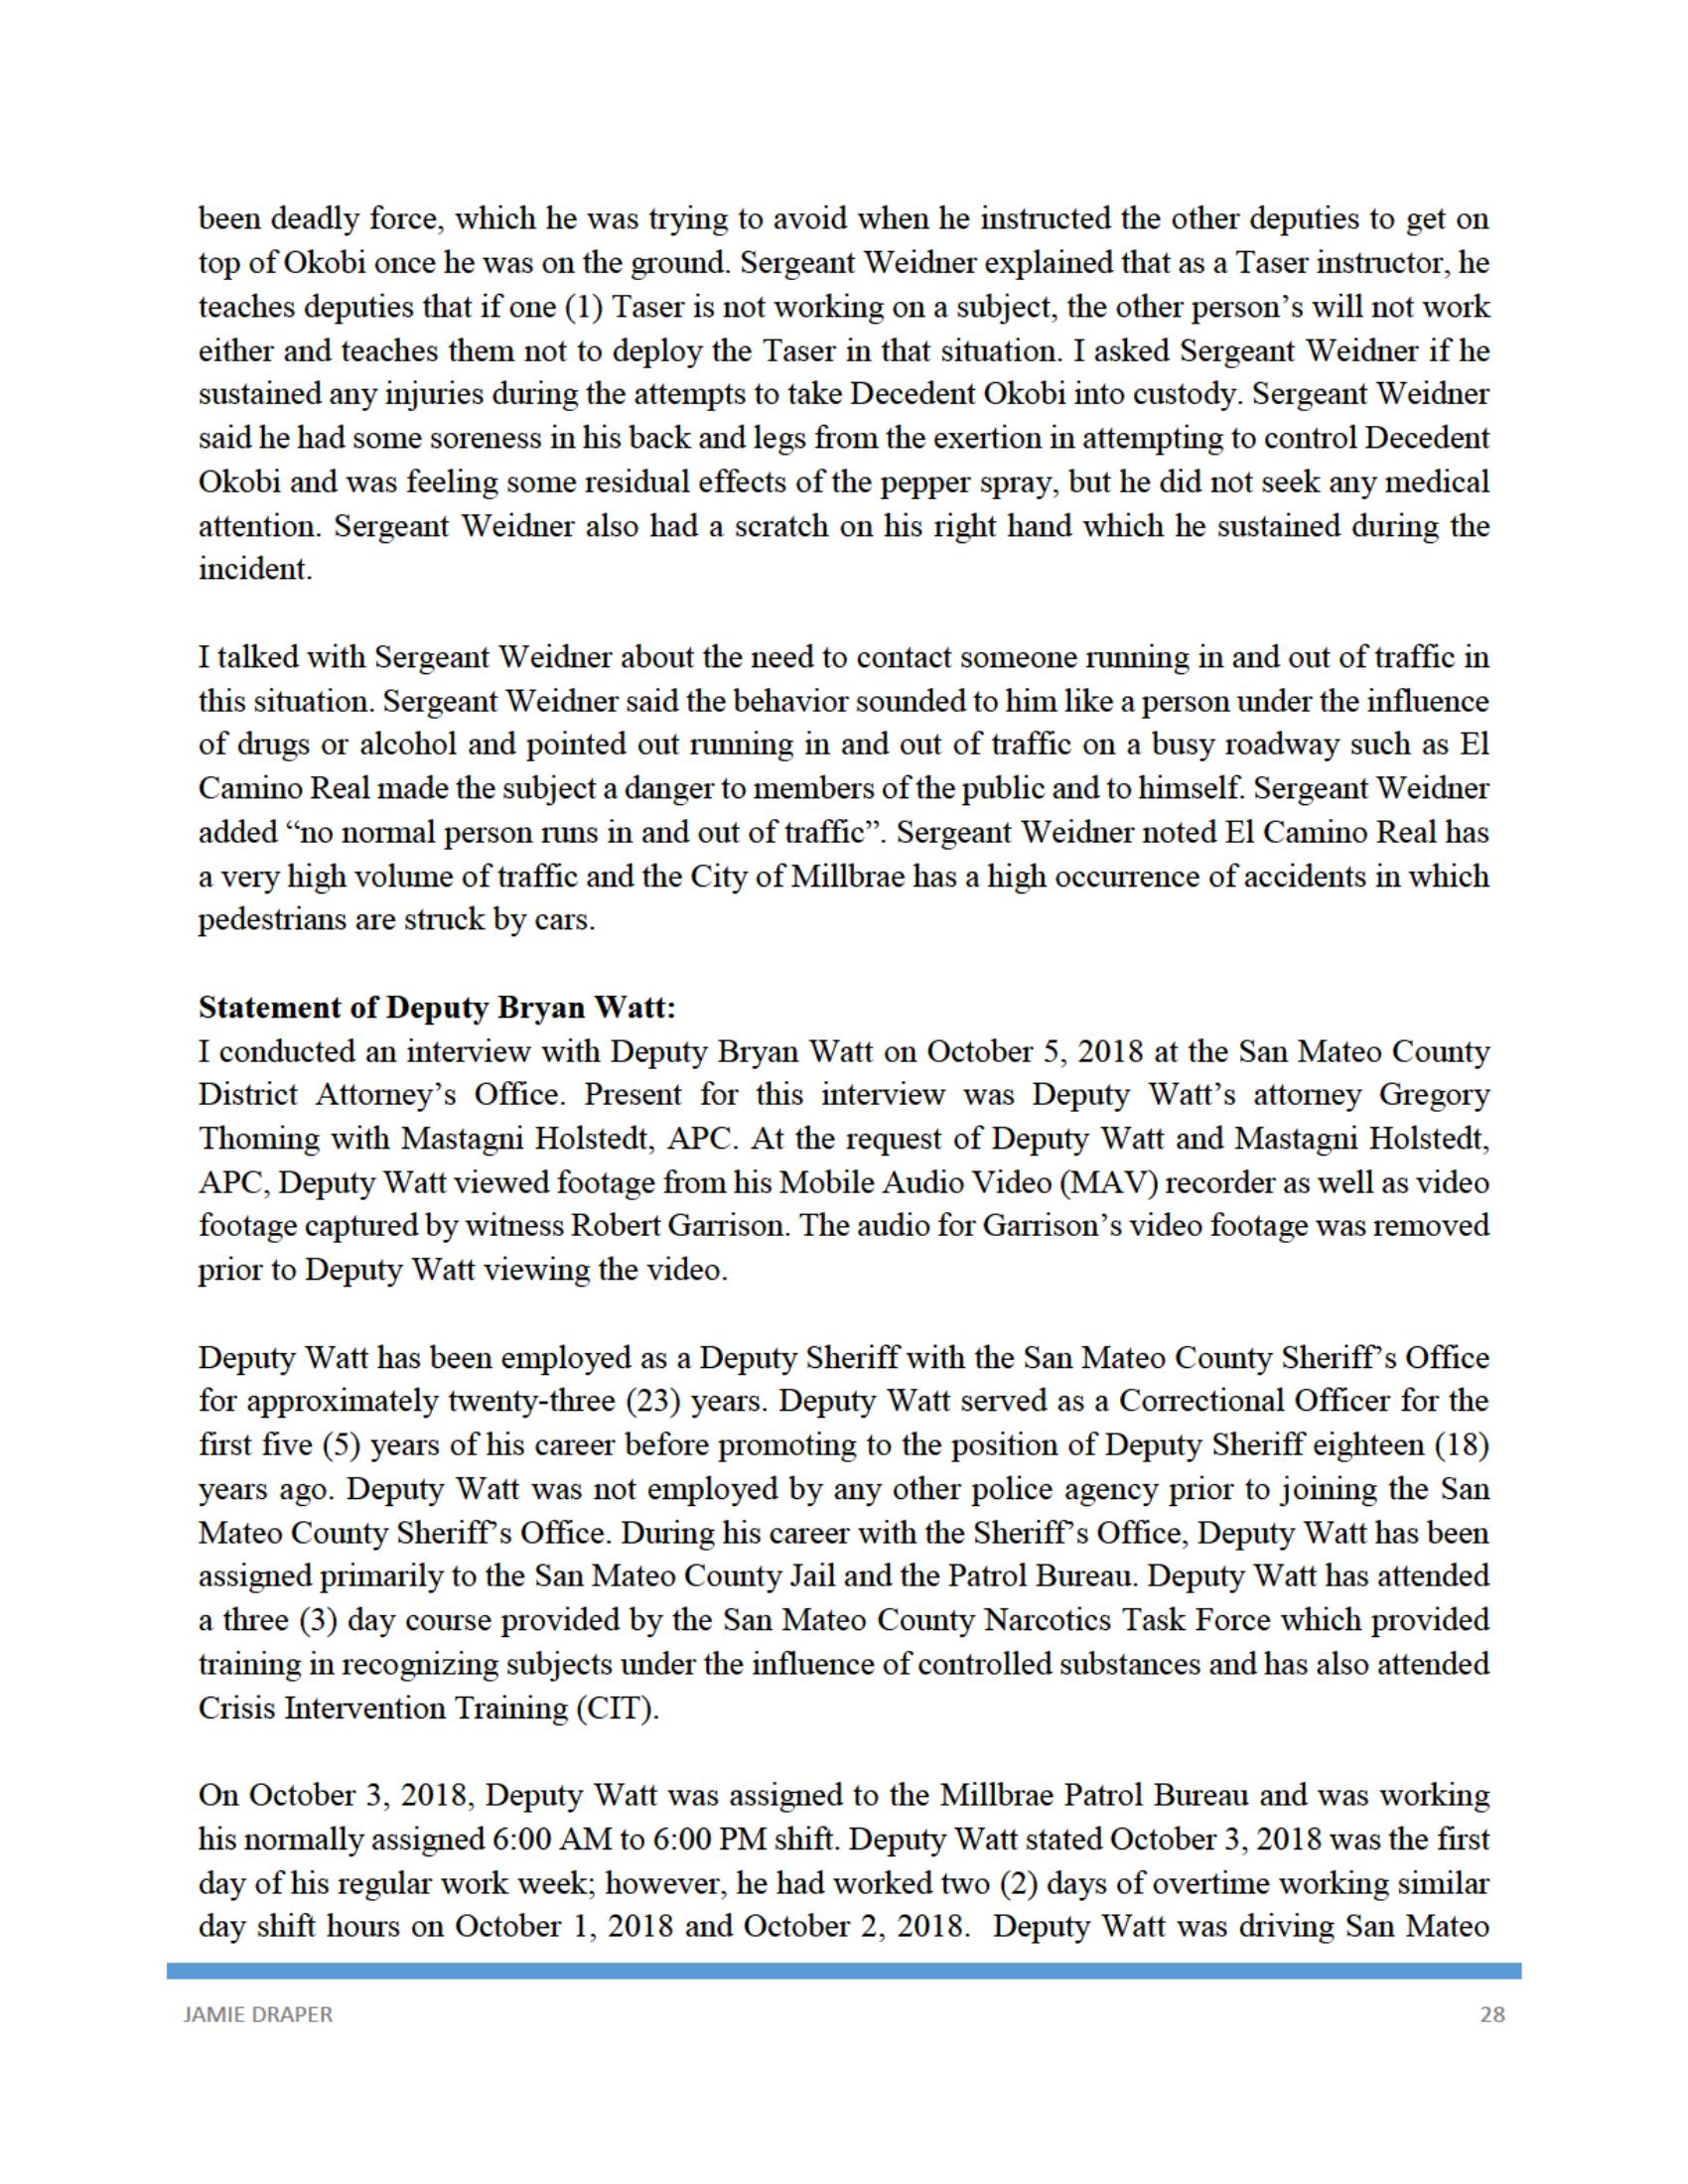 been deadly force, which he was trying to avoid when he instructed the other deputies to get on
top of Okobi once he was on the ground. Sergeant Weidner explained that as a Taser instructor, he
teaches deputies that if one (1) Taser is not working on a subject, the other person’s will not work
either and teaches them not to deploy the Taser in that situation. I asked Sergeant Weidner if he
sustained any injuries during the attempts to take Decedent Okobi into custody. Sergeant Weidner
said he had some soreness in his back and legs from the exertion in attempting to control Decedent
Okobi and was feeling some residual effects of the pepper spray, but he did not seek any medical
attention. Sergeant Weidner also had a scratch on his right hand which he sustained during the
incident.
I talked with Sergeant Weidner about the need to contact someone running in and out of traffic in
this situation. Sergeant Weidner said the behavior sounded to him like a person under the influence
of drugs or alcohol and pointed out running in and out of traffic on a busy roadway such as El
Camino Real made the subject a danger to members of the public and to himself. Sergeant Weidner
added “no normal person runs in and out of traffic”. Sergeant Weidner noted El Camino Real has
a very high volume of traffic and the City of Millbrae has a high occurrence of accidents in which
pedestrians are struck by cars.
Statement of Deputy Bryan Watt:
I conducted an interview with Deputy Bryan Watt on October 5, 2018 at the San Mateo County
District Attorney’s Office. Present for this interview was Deputy Watt’s attorney Gregory
Thoming with Mastagni Holstedt, APC. At the request of Deputy Watt and Mastagni Holstedt,
APC, Deputy Watt viewed footage from his Mobile Audio Video (MAV) recorder as well as video
footage captured by witness Robert Garrison. The audio for Garrison’s video footage was removed
prior to Deputy Watt viewing the video.
Deputy Watt has been employed as a Deputy Sheriff with the San Mateo County Sheriff’s Office
for approximately twenty-three (23) years. Deputy Watt served as a Correctional Officer for the
first five (5) years of his career before promoting to the position of Deputy Sheriff eighteen (18)
years ago. Deputy Watt was not employed by any other police agency prior to joining the San
Mateo County Sheriff’s Office. During his career with the Sheriff’s Office, Deputy Watt has been
assigned primarily to the San Mateo County Jail and the Patrol Bureau. Deputy Watt has attended
a three (3) day course provided by the San Mateo County Narcotics Task Force which provided
training in recognizing subjects under the influence of controlled substances and has also attended
Crisis Intervention Training (CIT).
On October 3, 2018, Deputy Watt was assigned to the Millbrae Patrol Bureau and was working
his normally assigned 6:00 AM to 6:00 PM shift. Deputy Watt stated October 3, 2018 was the first
day of his regular work week; however, he had worked two (2) days of overtime working similar
day shift hours on October 1, 2018 and October 2, 2018.  Deputy Watt was driving San Mateo
JAMIE DRAPER 28